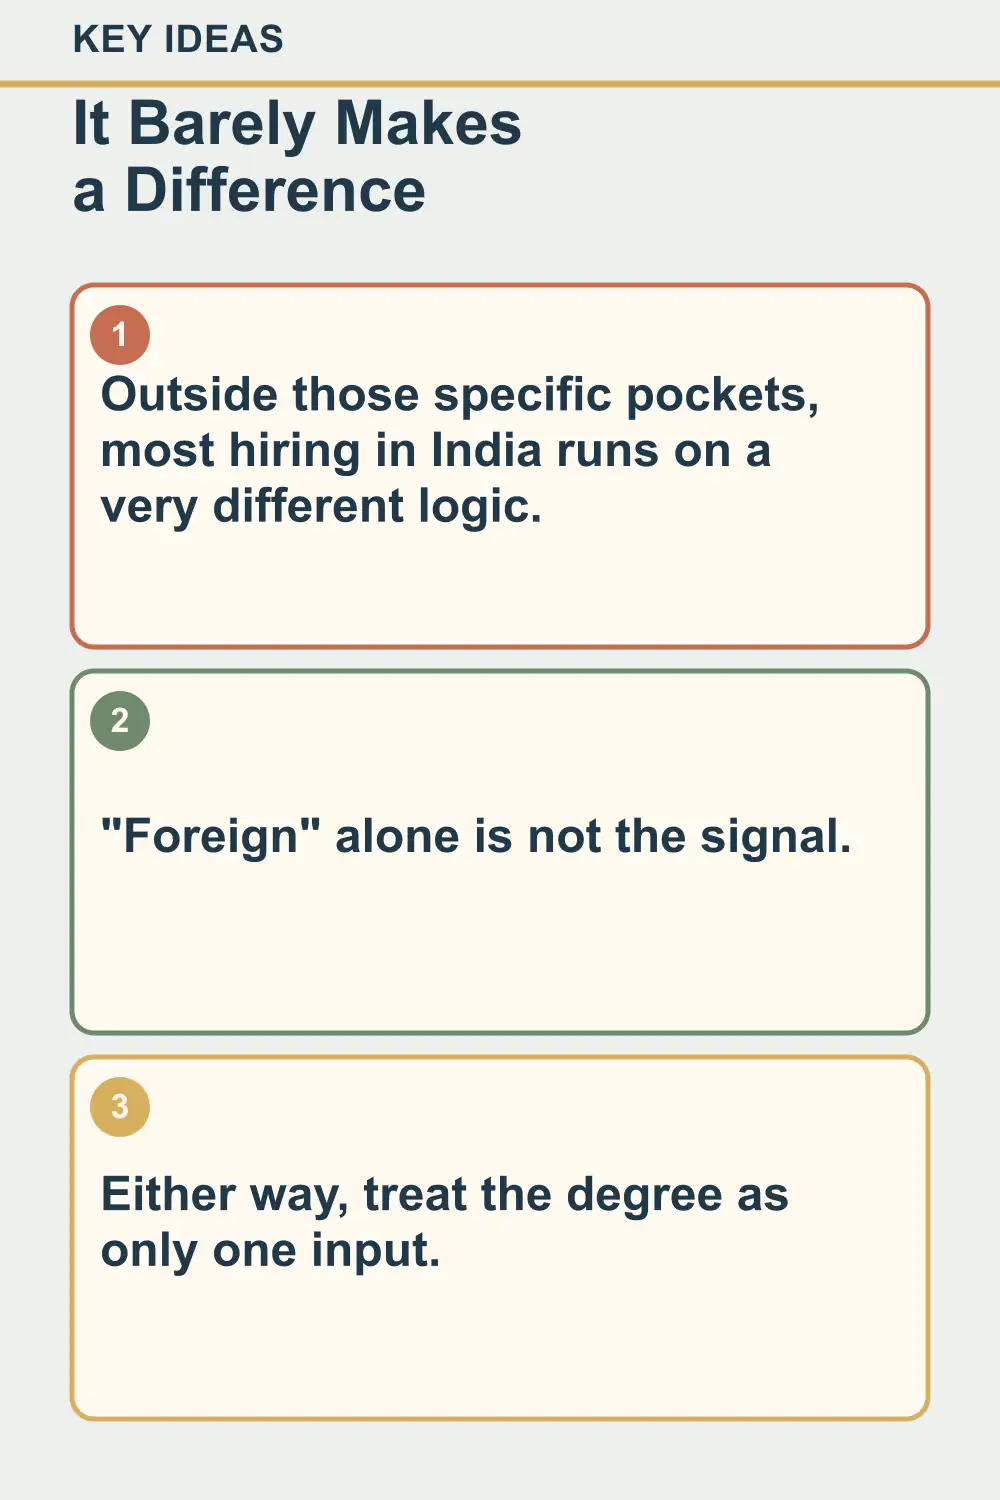 KEY IDEAS
It Barely Makes
a Difference
1
Outside those specific pockets,
most hiring in India runs on a
very different logic.
2
"Foreign" alone is not the signal.
3
Either way, treat the degree as
only one input.